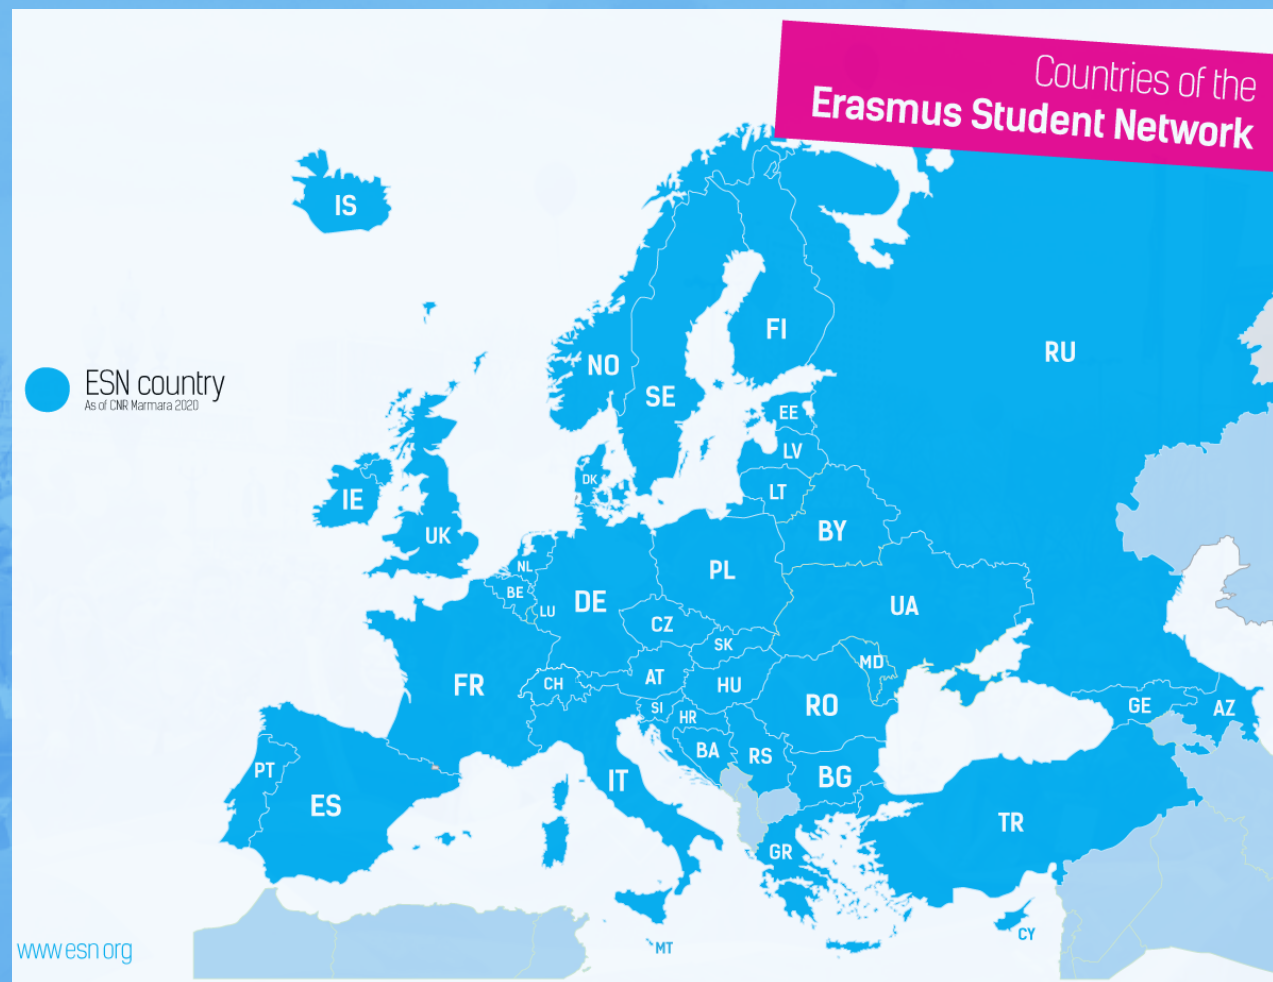 Countries of the
Erasmus Student Network
IS
FI
RU
NO
ESN country
As of CNR Marmara 2020
SE
EE
LV
DK
LT
IE
BY
UK
NL
PL
BE
DE
LU
UA
CZ
SK
MD
AT
CH
HU
FR
SI
RO
GE
AZ
HR
BA
RS
PT
BG
IT
ES
TR
GR
CY
MT
www.esn.org